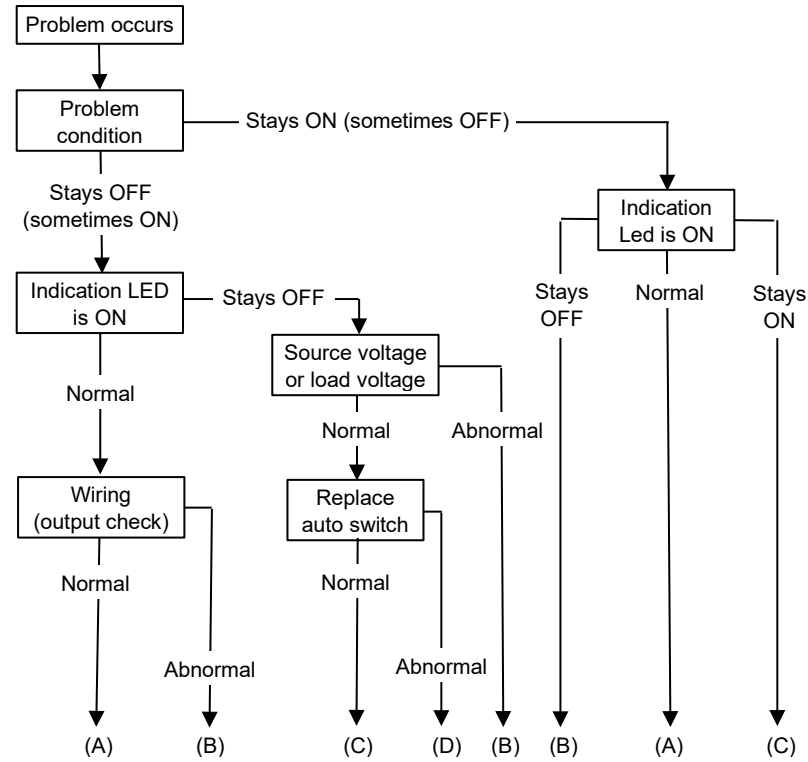 Problem occurs
Problem
condition
Stays ON (sometimes OFF)
Stays OFF
(sometimes ON)
Indication
Led is ON
Indication LED
is ON
Stays OFF
Stays
OFF
Normal
Stays
ON
Source voltage
or load voltage
Normal
Normal
Abnormal
Wiring
(output check)
Replace
auto switch
Normal
Normal
Abnormal
Abnormal
(A)
(B)
(C)
(D)
(B)
(B)
(A)
(C)